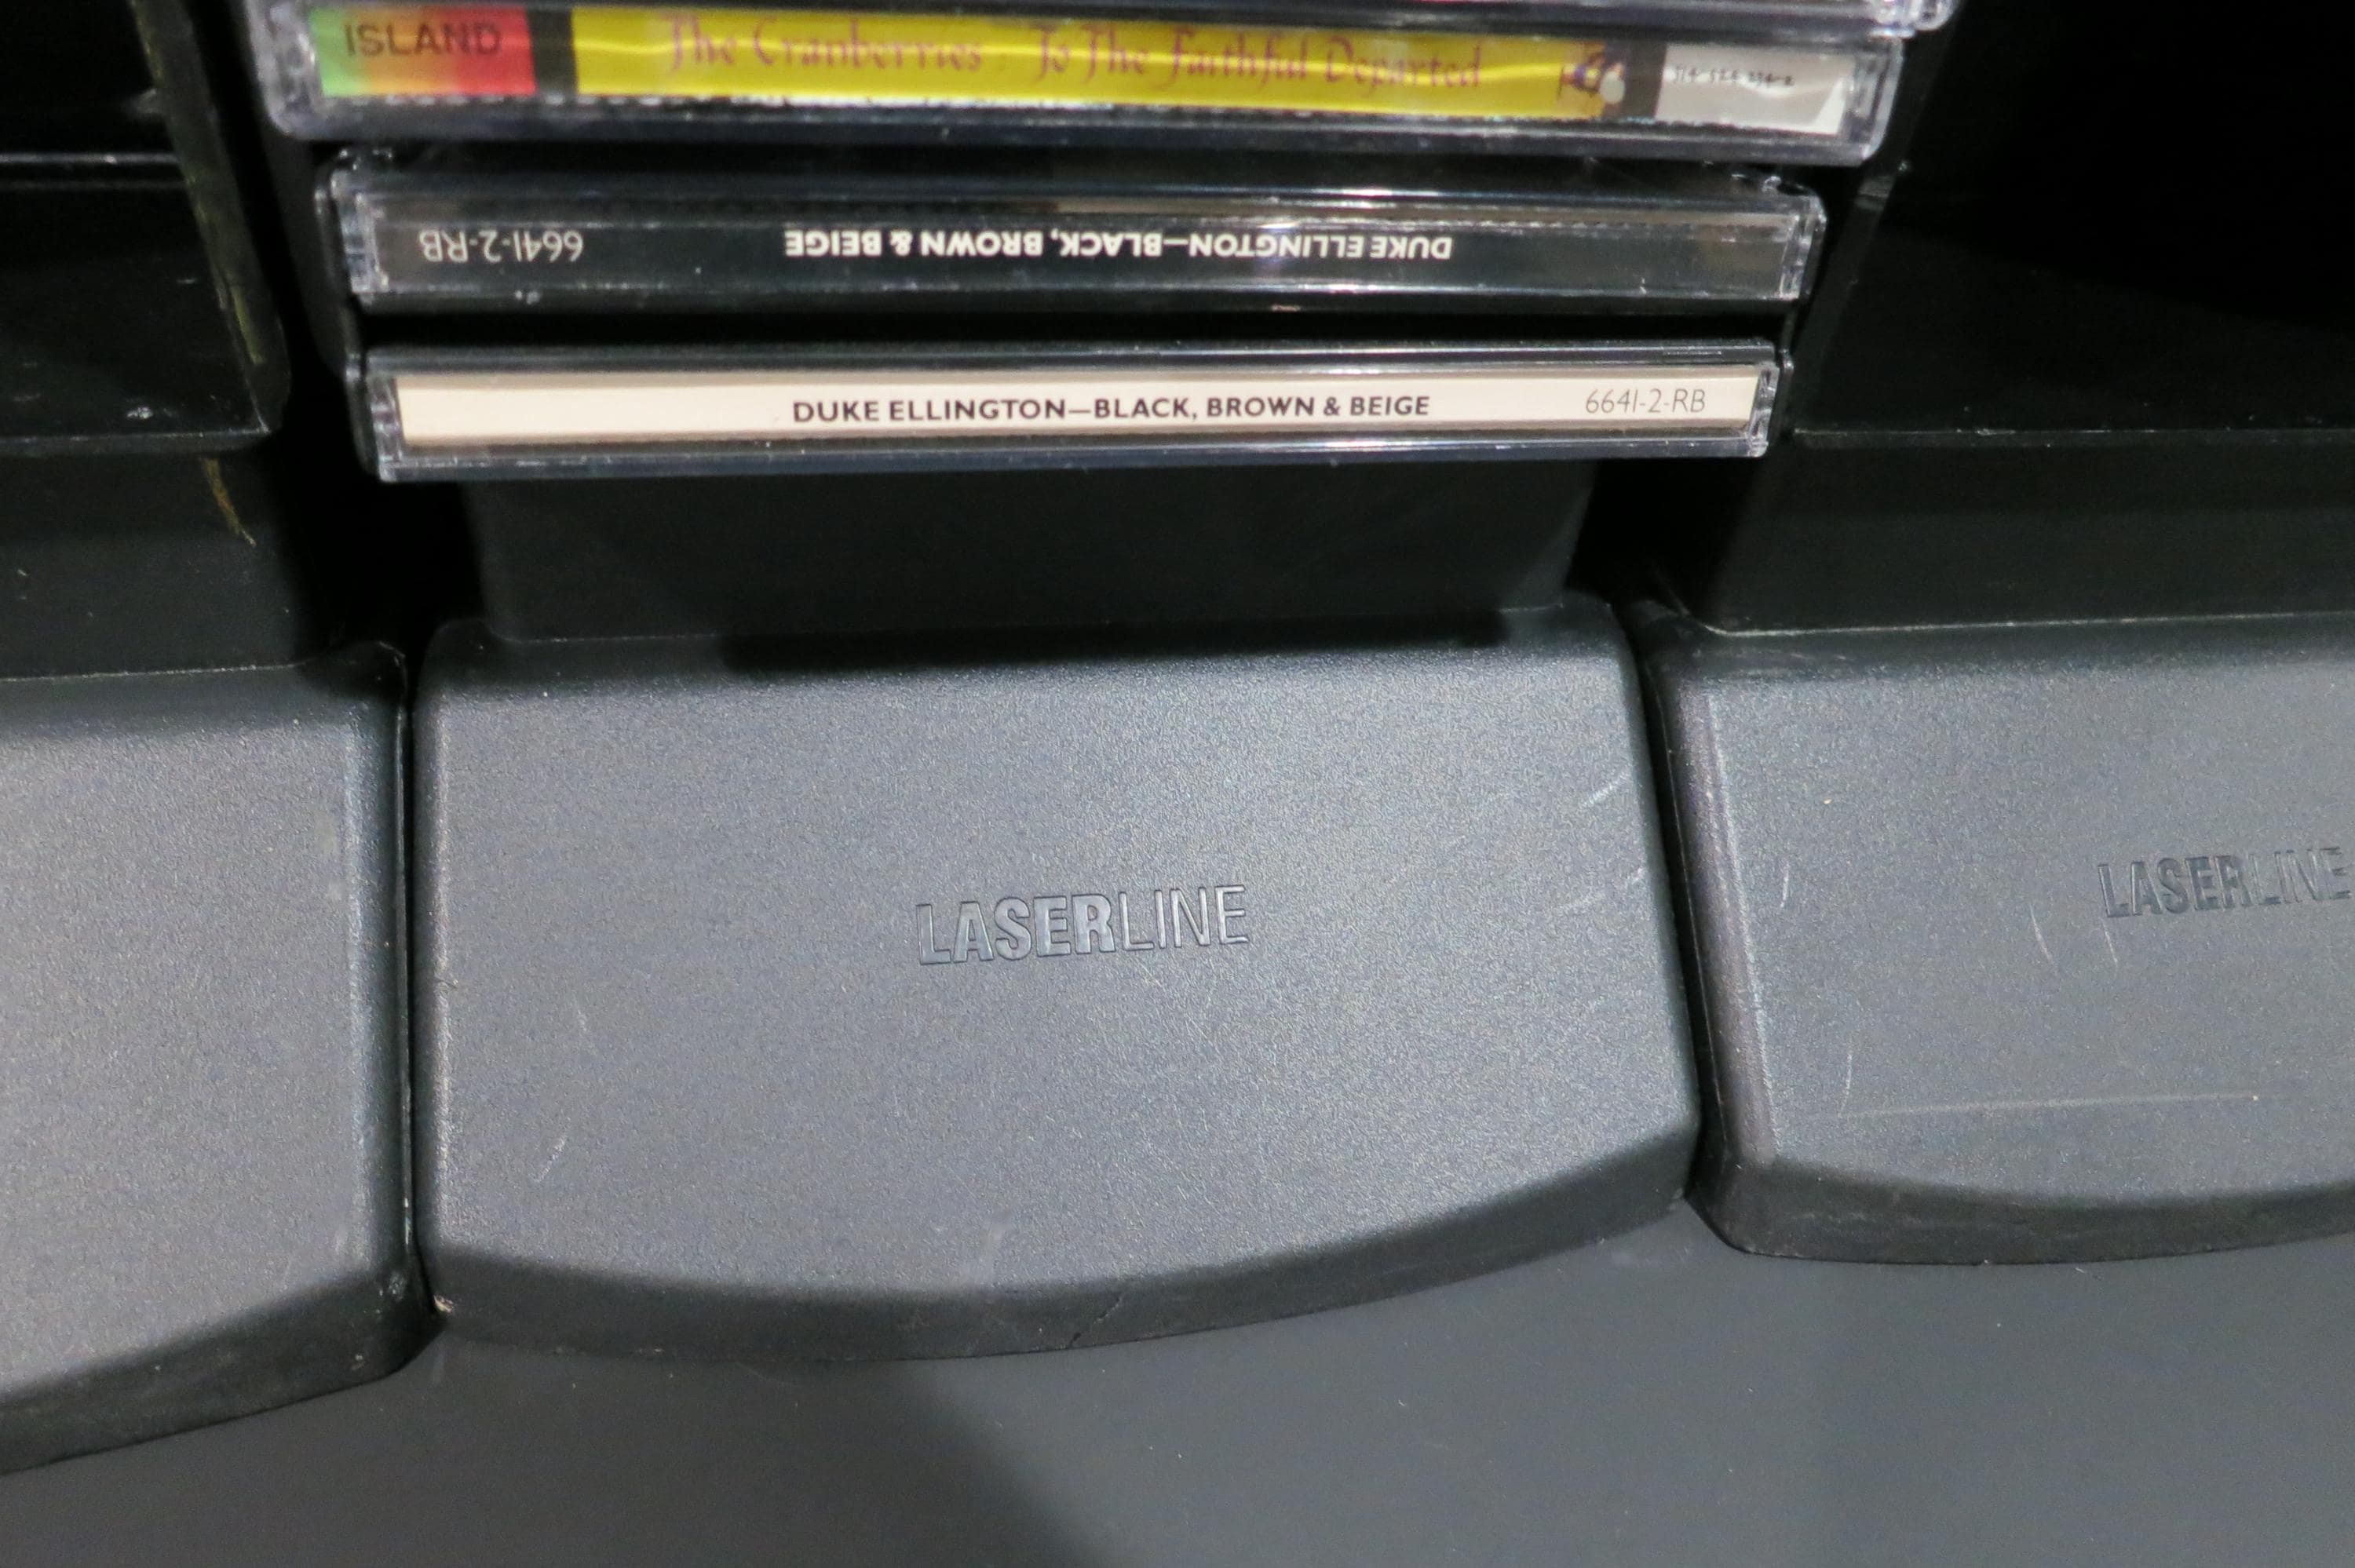 ISLAND The Cranberries : To The Faithful Departed
DUKE ELLINGTON—BLACK, BROWN & BEIGE 6641-2-RB
DUKE ELLINGTON—BLACK, BROWN & BEIGE 6641-2-RB
LASERLINE
LASERLINE